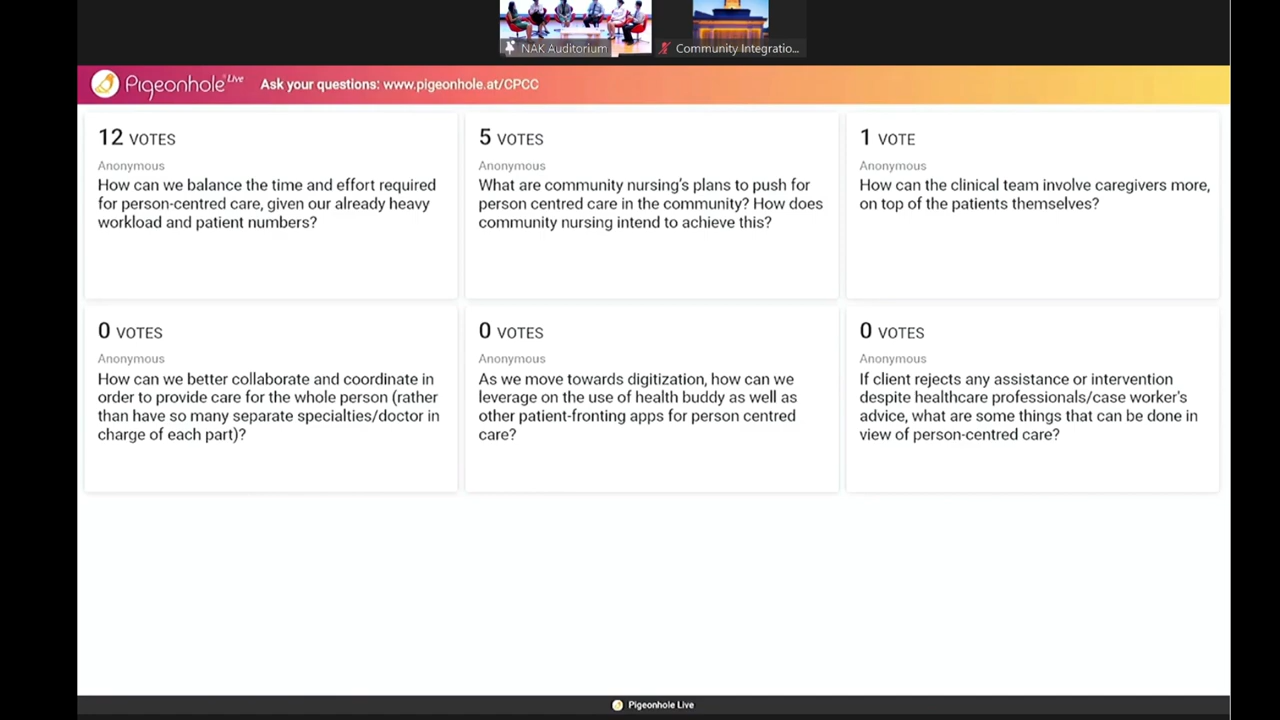 NAK Auditorium
Community Integratio...
Pigeonhole Live
Ask your questions: www.pigeonhole.at/CPCC
12 VOTES
Anonymous
How can we balance the time and effort required
for person-centred care, given our already heavy
workload and patient numbers?
5 VOTES
Anonymous
What are community nursing's plans to push for
person centred care in the community? How does
community nursing intend to achieve this?
1 VOTE
Anonymous
How can the clinical team involve caregivers more,
on top of the patients themselves?
0 VOTES
Anonymous
How can we better collaborate and coordinate in
order to provide care for the whole person (rather
than have so many separate specialties/doctor in
charge of each part)?
0 VOTES
Anonymous
As we move towards digitization, how can we
leverage on the use of health buddy as well as
other patient-fronting apps for person centred
care?
0 VOTES
Anonymous
If client rejects any assistance or intervention
despite healthcare professionals/case worker's
advice, what are some things that can be done in
view of person-centred care?
Pigeonhole Live